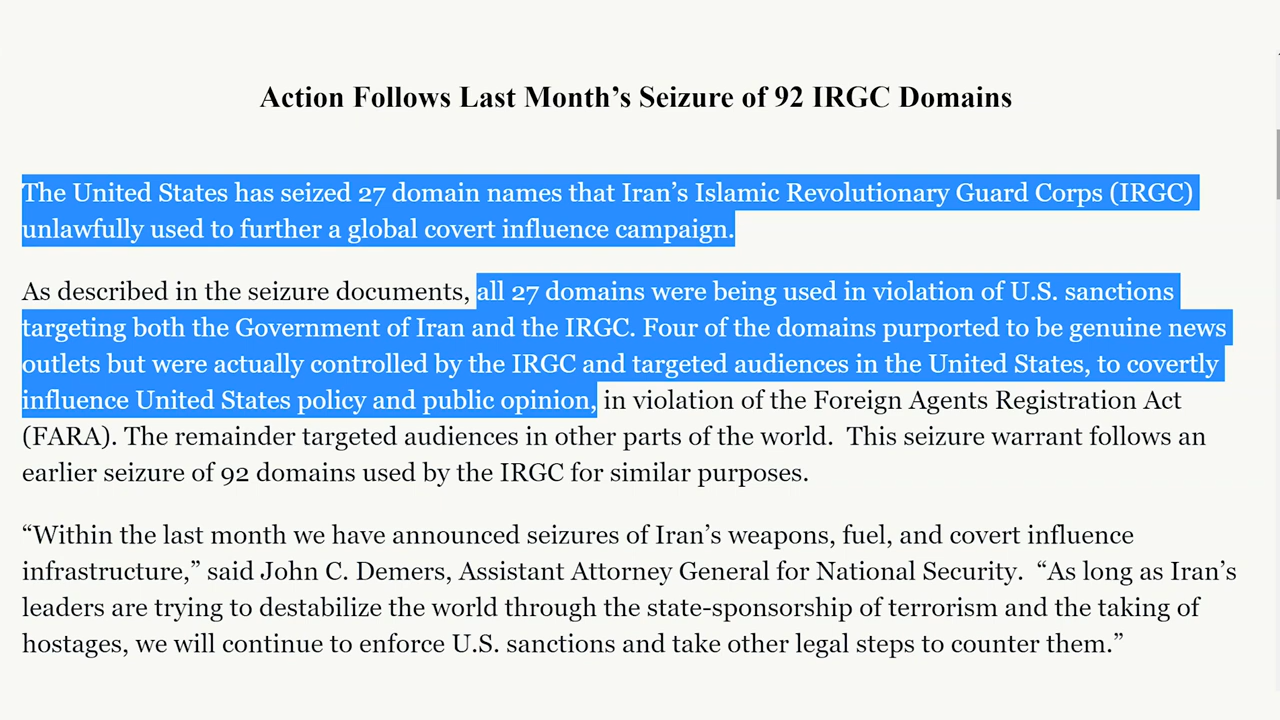 Action Follows Last Month’s Seizure of 92 IRGC Domains
The United States has seized 27 domain names that Iran’s Islamic Revolutionary Guard Corps (IRGC)
unlawfully used to further a global covert influence campaign.
As described in the seizure documents, all 27 domains were being used in violation of U.S. sanctions
targeting both the Government of Iran and the IRGC. Four of the domains purported to be genuine news
outlets but were actually controlled by the IRGC and targeted audiences in the United States, to covertly
influence United States policy and public opinion, in violation of the Foreign Agents Registration Act
(FARA). The remainder targeted audiences in other parts of the world.  This seizure warrant follows an
earlier seizure of 92 domains used by the IRGC for similar purposes.
“Within the last month we have announced seizures of Iran’s weapons, fuel, and covert influence
infrastructure,” said John C. Demers, Assistant Attorney General for National Security.  “As long as Iran’s
leaders are trying to destabilize the world through the state-sponsorship of terrorism and the taking of
hostages, we will continue to enforce U.S. sanctions and take other legal steps to counter them.”